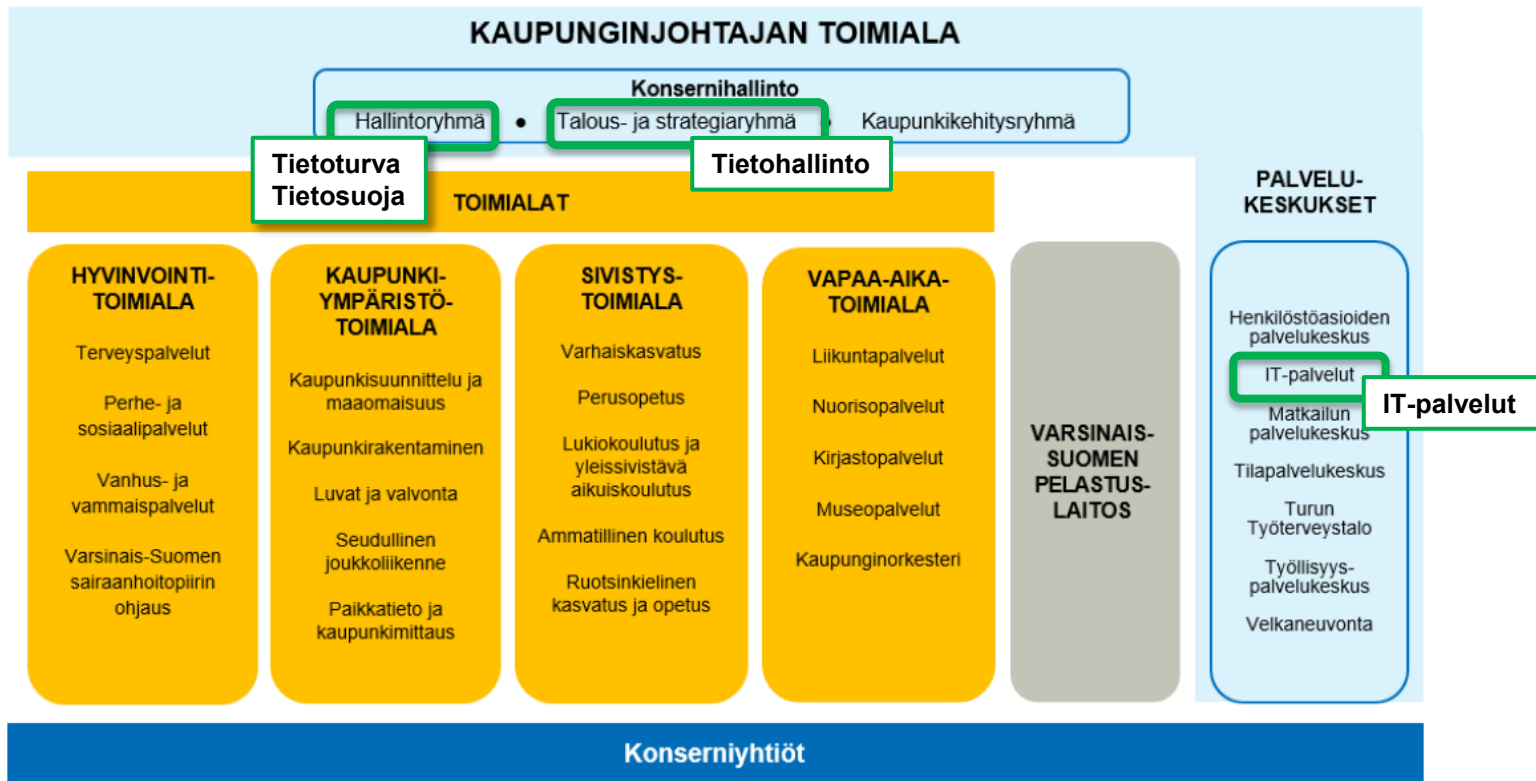 KAUPUNGINJOHTAJAN TOIMIALA
Konsernihallinto
Hallintoryhmä • Talous- ja strategiaryhmä • Kaupunkikehitysryhmä
Tietoturva
Tietosuoja
Tietohallinto
TOIMIALAT
PALVELU-
KESKUKSET
HYVINVOINTI-
TOIMIALA
Terveyspalvelut
Perhe- ja
sosiaalipalvelut
Vanhus- ja
vammaispalvelut
Varsinais-Suomen
sairaanhoitopiirin
ohjaus
KAUPUNKI-
YMPÄRISTÖ-
TOIMIALA
Kaupunkisuunnittelu ja
maaomaisuus
Kaupunkirakentaminen
Luvat ja valvonta
Seudullinen
joukkoliikenne
Paikkatieto ja
kaupunkimittaus
SIVISTYS-
TOIMIALA
Varhaiskasvatus
Perusopetus
Lukiokoulutus ja
yleissivistävä
aikuiskoulutus
Ammatillinen koulutus
Ruotsinkielinen
kasvatus ja opetus
VAPAA-AIKA-
TOIMIALA
Liikuntapalvelut
Nuorisopalvelut
Kirjastopalvelut
Museopalvelut
Kaupunginorkesteri
VARSINAIS-
SUOMEN
PELASTUS-
LAITOS
Henkilöstöasioiden
palvelukeskus
IT-palvelut
IT-palvelut
Matkailun
palvelukeskus
Tilapalvelukeskus
Turun
Työterveystalo
Työllisyys-
palvelukeskus
Velkaneuvonta
Konserniyhtiöt